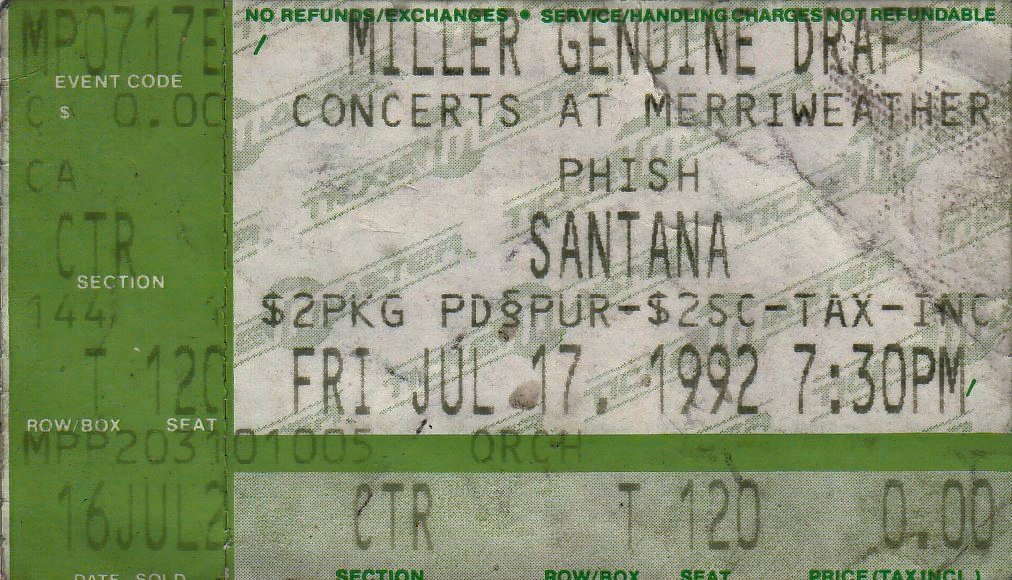 NO REFUNDS/EXCHANGES • SERVICE/HANDLING CHARGES NOT REFUNDABLE
MP0717E MILLER GENUINE DRAFT
EVENT CODE
$ 0.00 CONCERTS AT MERRIWEATHER
CA PHISH
CTR SANTANA
SECTION
$2PKG PD§PUR-$2SC-TAX-INC
T 120 FRI JUL 17, 1992 7:30PM
ROW/BOX SEAT
MPP203101005 ORCH
16JUL2 CTR T 120 0.00
DATE SOLD SECTION ROW/BOX SEAT PRICE(TAX INCL.)